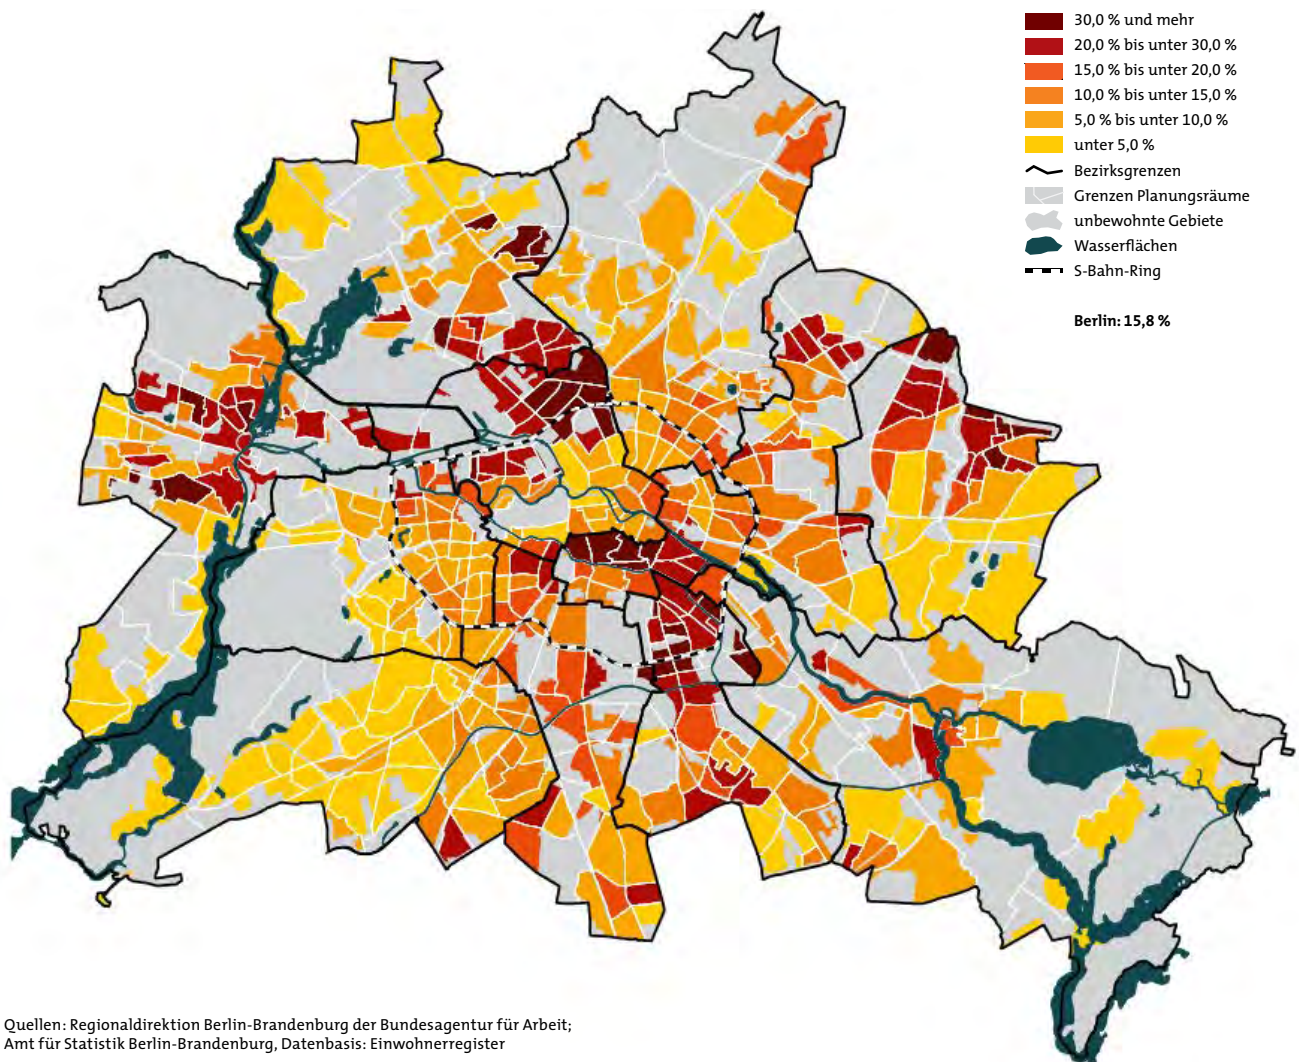 30,0 % und mehr
20,0 % bis unter 30,0 %
15,0 % bis unter 20,0 %
10,0 % bis unter 15,0 %
5,0 % bis unter 10,0 %
unter 5,0 %
Bezirksgrenzen
Grenzen Planungsräume
unbewohnte Gebiete
Wasserflächen
S-Bahn-Ring
Berlin: 15,8 %
Quellen: Regionaldirektion Berlin-Brandenburg der Bundesagentur für Arbeit;
Amt für Statistik Berlin-Brandenburg, Datenbasis: Einwohnerregister